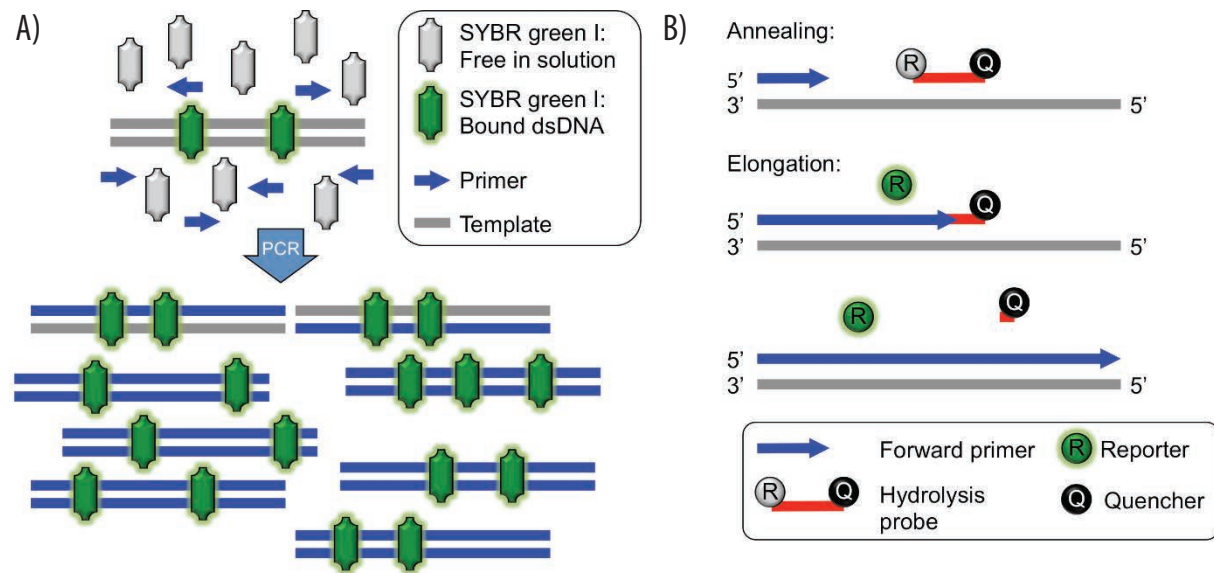 A)
SYBR green I:
Free in solution
SYBR green I:
Bound dsDNA
Primer
Template
PCR
B)
Annealing:
R Q
5'
3' 5'
Elongation:
R
Q
5'
3' 5'
R Q
5'
3' 5'
Forward primer
R Reporter
R Q Hydrolysis
probe
Q Quencher